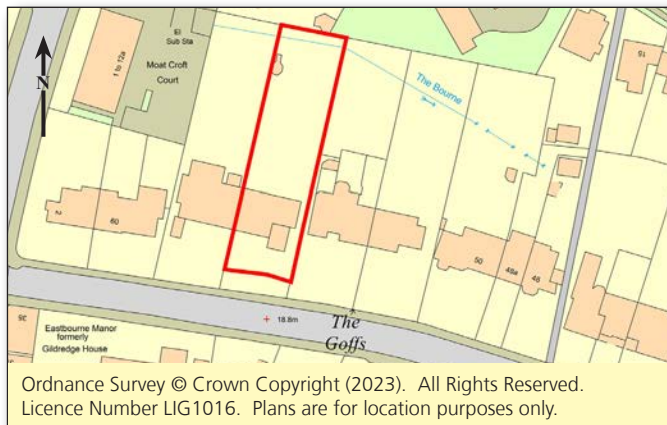 El
Sub Sta
1 to 12a
Moat Croft
Court
15
N
The Bourne
2
60
50
48a
48
18.8m
The
Goffs
36
Eastbourne Manor
formerly
Gildredge House
Ordnance Survey © Crown Copyright (2023). All Rights Reserved.
Licence Number LIG1016. Plans are for location purposes only.